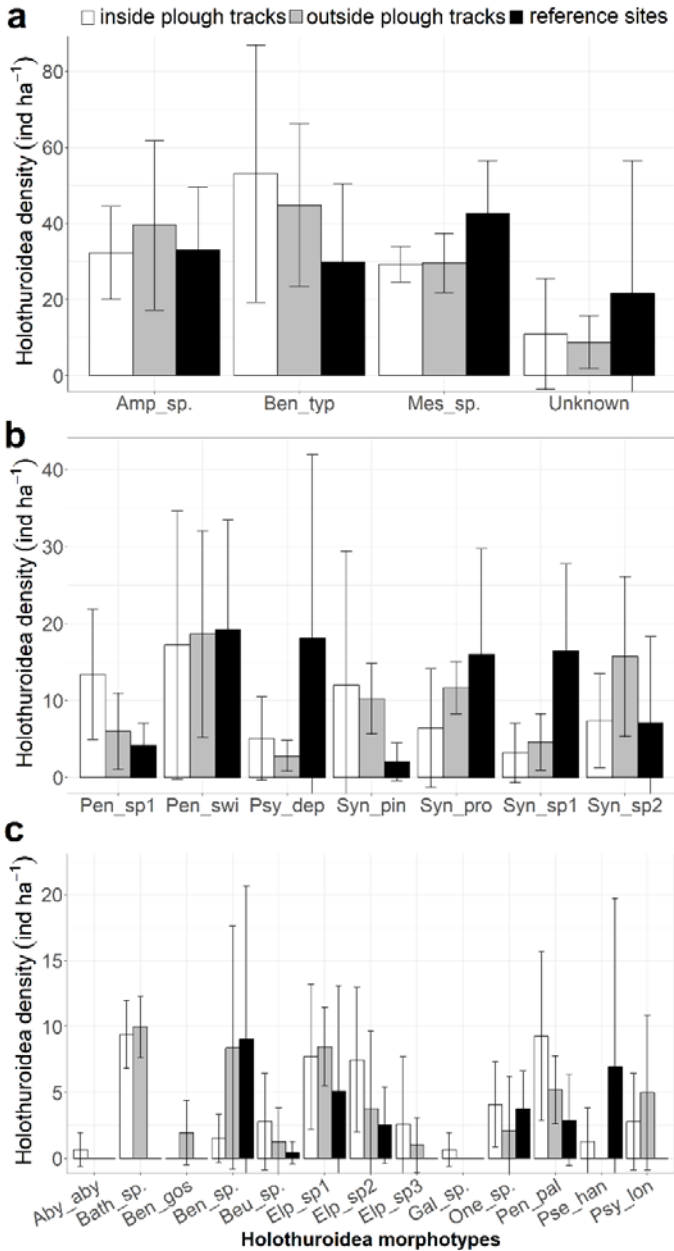 a
inside plough tracks outside plough tracks reference sites
Holothuroidea density (ind ha⁻¹)
80
60
40
20
0
Amp_sp. Ben_typ Mes_sp. Unknown
b
Holothuroidea density (ind ha⁻¹)
40
30
20
10
0
Pen_sp1 Pen_swi Psy_dep Syn_pin Syn_pro Syn_sp1 Syn_sp2
c
Holothuroidea density (ind ha⁻¹)
20
15
10
5
0
Aby_aby Bath_sp. Ben_gos Ben_sp. Beu_sp. Elp_sp1 Elp_sp2 Elp_sp3 Gal_sp. One_sp. Pen_pal Pse_han Psy_lon
Holothuroidea morphotypes